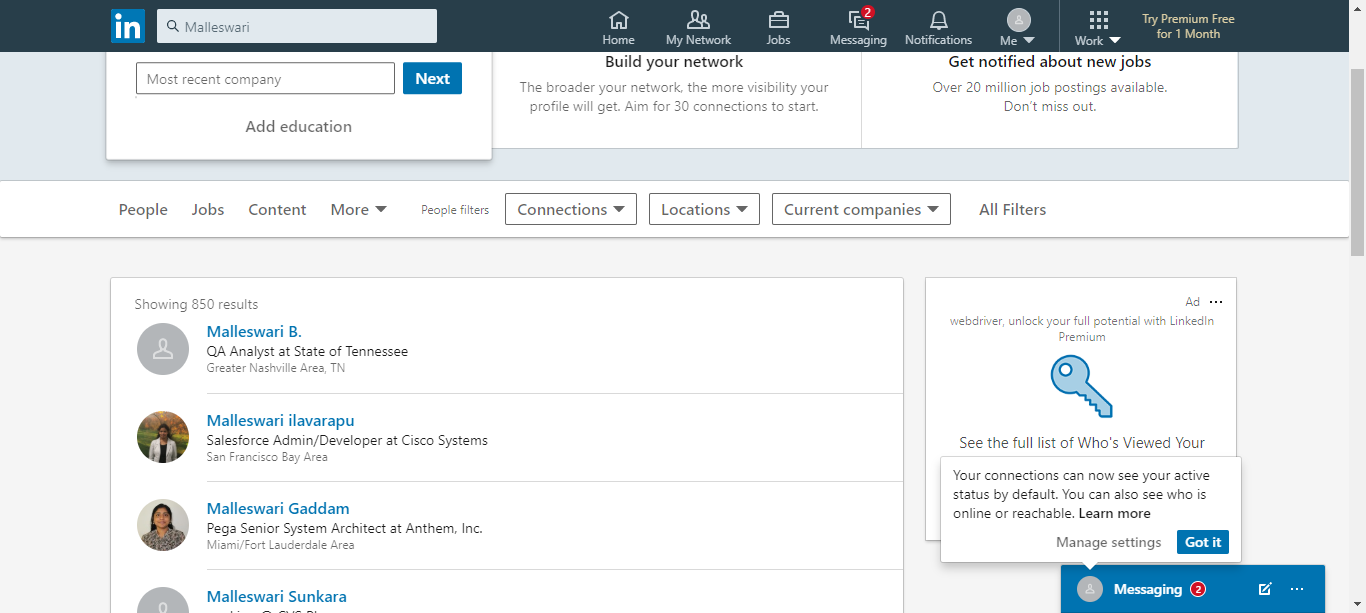 in
Malleswari
Home
My Network
Jobs
2
Messaging
Notifications
Me
Work
Try Premium Free
for 1 Month
Most recent company
Next
Add education
Build your network
The broader your network, the more visibility your
profile will get. Aim for 30 connections to start.
Get notified about new jobs
Over 20 million job postings available.
Don't miss out.
People
Jobs
Content
More
People filters
Connections
Locations
Current companies
All Filters
Showing 850 results
Malleswari B.
QA Analyst at State of Tennessee
Greater Nashville Area, TN
Malleswari ilavarapu
Salesforce Admin/Developer at Cisco Systems
San Francisco Bay Area
Malleswari Gaddam
Pega Senior System Architect at Anthem, Inc.
Miami/Fort Lauderdale Area
Malleswari Sunkara
Ad
webdriver, unlock your full potential with LinkedIn
Premium
See the full list of Who's Viewed Your
Your connections can now see your active
status by default. You can also see who is
online or reachable. Learn more
Manage settings
Got it
Messaging 2